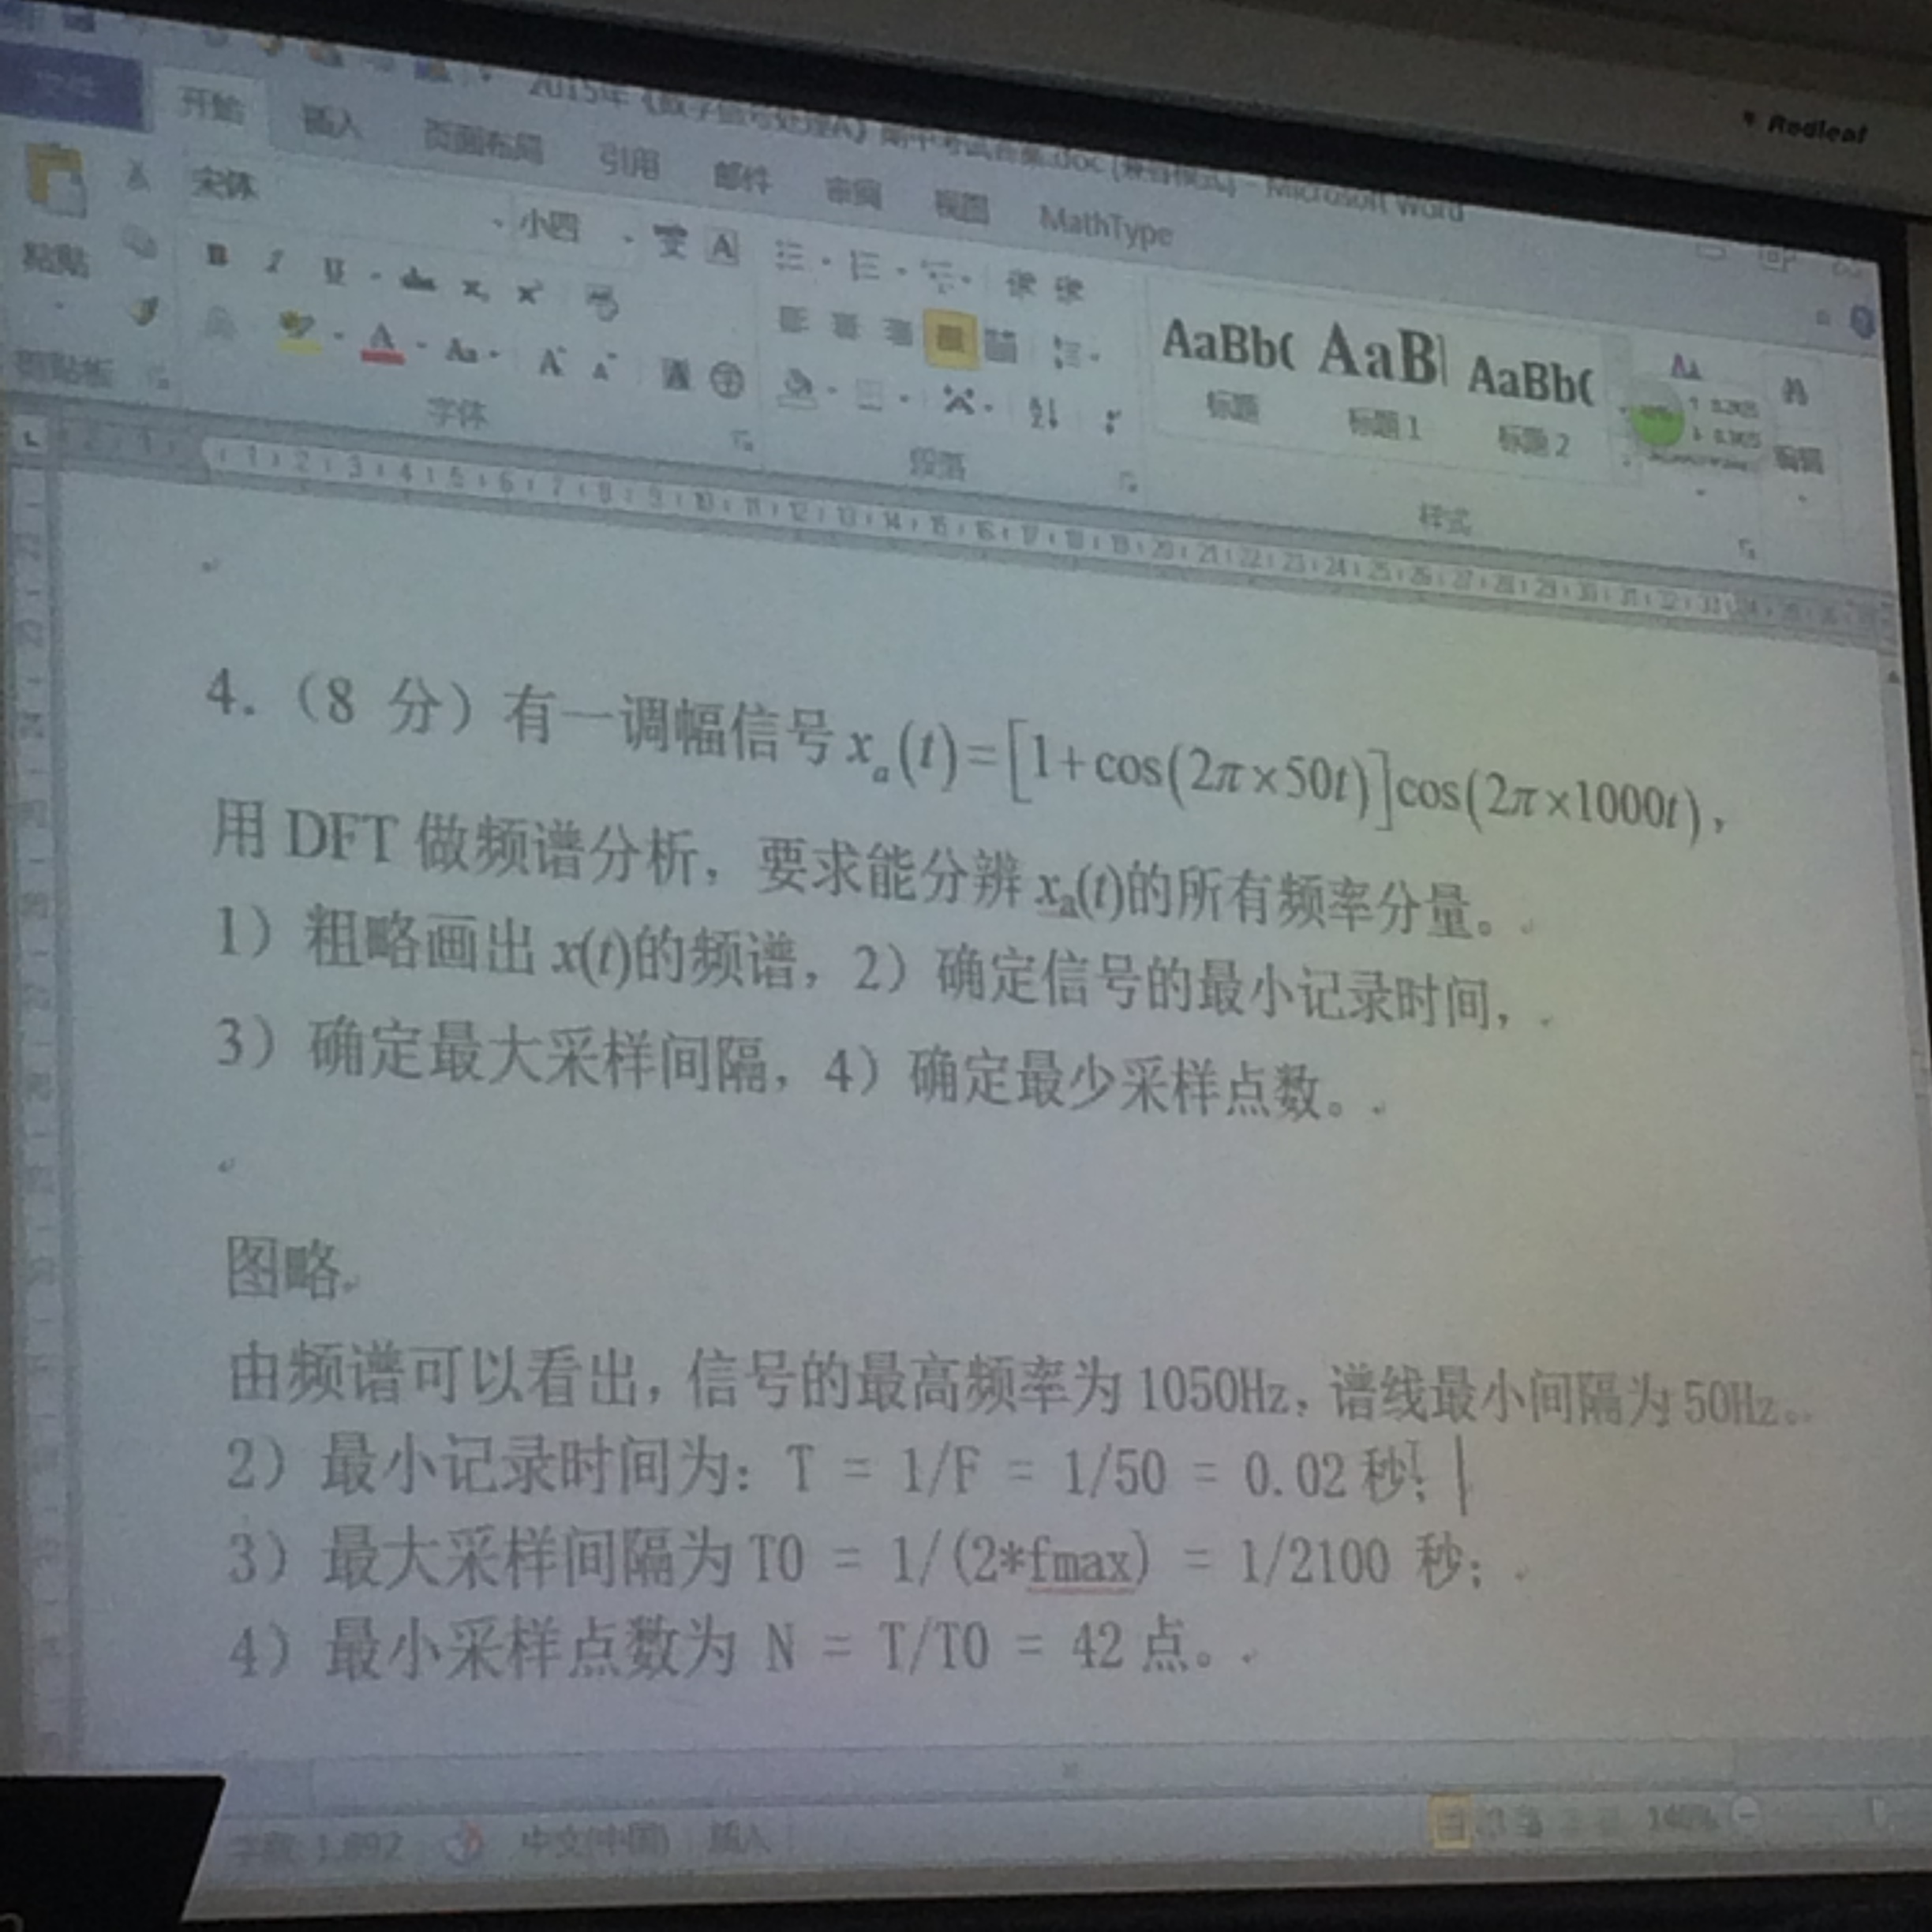 Redleaf
2015年《数字信号处理A》期中考试答案.doc [兼容模式] - Microsoft Word
开始 插入 页面布局 引用 邮件 审阅 视图 MathType
宋体 小四
粘贴
剪贴板 字体 段落 样式 编辑
AaBb( AaB AaBb(
标题 标题 1 标题 2
4.（8 分）有一调幅信号 xₐ(t)=[1+cos(2π×50t)]cos(2π×1000t)，
用 DFT 做频谱分析，要求能分辨 xₐ(t)的所有频率分量。
1）粗略画出 x(t)的频谱，2）确定信号的最小记录时间，
3）确定最大采样间隔，4）确定最少采样点数。
图略。
由频谱可以看出，信号的最高频率为 1050Hz，谱线最小间隔为 50Hz。
2）最小记录时间为：T = 1/F = 1/50 = 0.02 秒；
3）最大采样间隔为 T0 = 1/(2*fmax) = 1/2100 秒；
4）最小采样点数为 N = T/T0 = 42 点。
字数: 1,892 中文(中国) 插入 140%